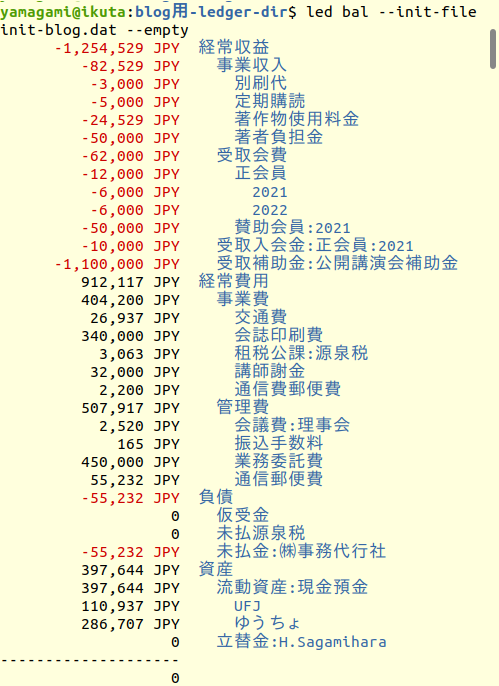 yamagami@ikuta:blog用-ledger-dir$ led bal --init-file
init-blog.dat --empty
-1,254,529 JPY 経常収益
-82,529 JPY 事業収入
-3,000 JPY 別刷代
-5,000 JPY 定期購読
-24,529 JPY 著作物使用料金
-50,000 JPY 著者負担金
-62,000 JPY 受取会費
-12,000 JPY 正会員
-6,000 JPY 2021
-6,000 JPY 2022
-50,000 JPY 賛助会員:2021
-10,000 JPY 受取入会金:正会員:2021
-1,100,000 JPY 受取補助金:公開講演会補助金
912,117 JPY 経常費用
404,200 JPY 事業費
26,937 JPY 交通費
340,000 JPY 会誌印刷費
3,063 JPY 租税公課:源泉税
32,000 JPY 講師謝金
2,200 JPY 通信費郵便費
507,917 JPY 管理費
2,520 JPY 会議費:理事会
165 JPY 振込手数料
450,000 JPY 業務委託費
55,232 JPY 通信郵便費
-55,232 JPY 負債
0 仮受金
0 未払源泉税
-55,232 JPY 未払金:㈱事務代行社
397,644 JPY 資産
397,644 JPY 流動資産:現金預金
110,937 JPY UFJ
286,707 JPY ゆうちょ
0 立替金:H.Sagamihara
--------------------
0